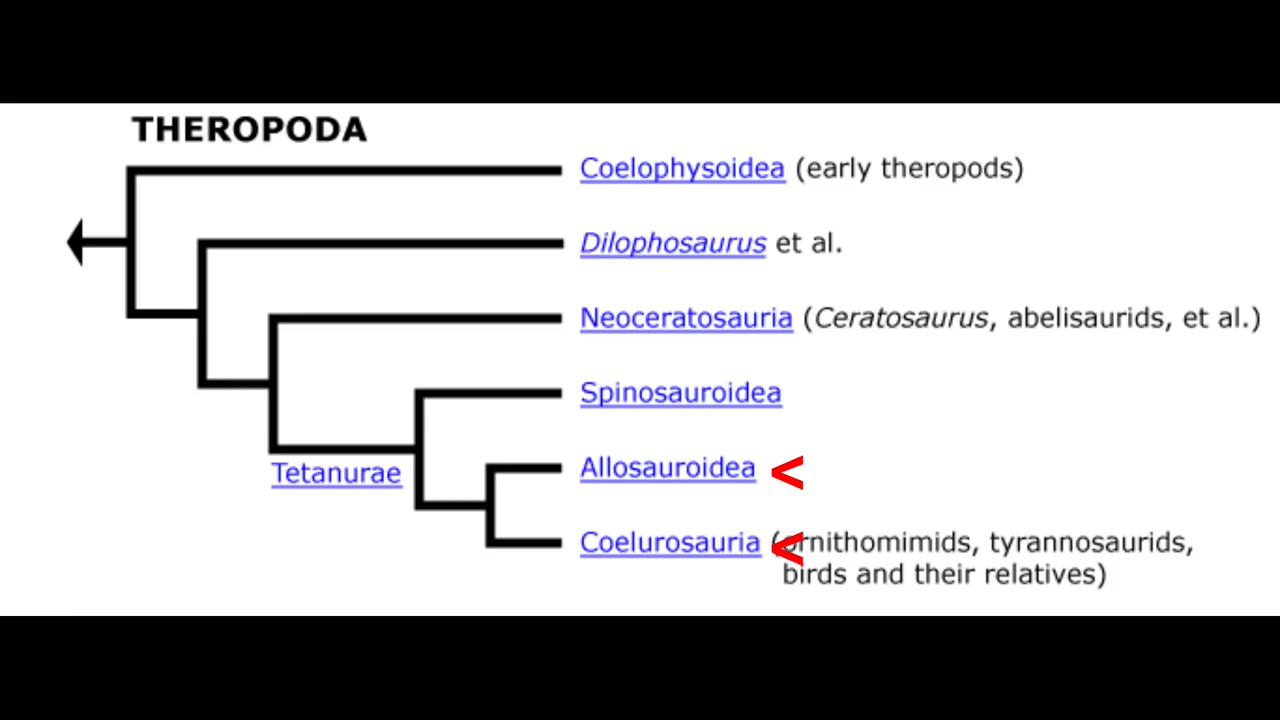 THEROPODA
Coelophysoidea (early theropods)
Dilophosaurus et al.
Neoceratosauria (Ceratosaurus, abelisaurids, et al.)
Spinosauroidea
Allosauroidea <
Tetanurae
Coelurosauria (ornithomimids, tyrannosaurids, <
birds and their relatives)